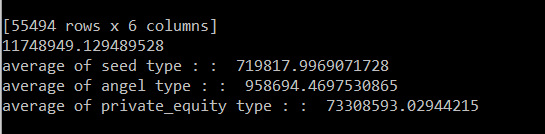 [55494 rows x 6 columns]
11748949.129489528
average of seed type : :  719817.9969071728
average of angel type : :  958694.4697530865
average of private_equity type : :  73308593.02944215